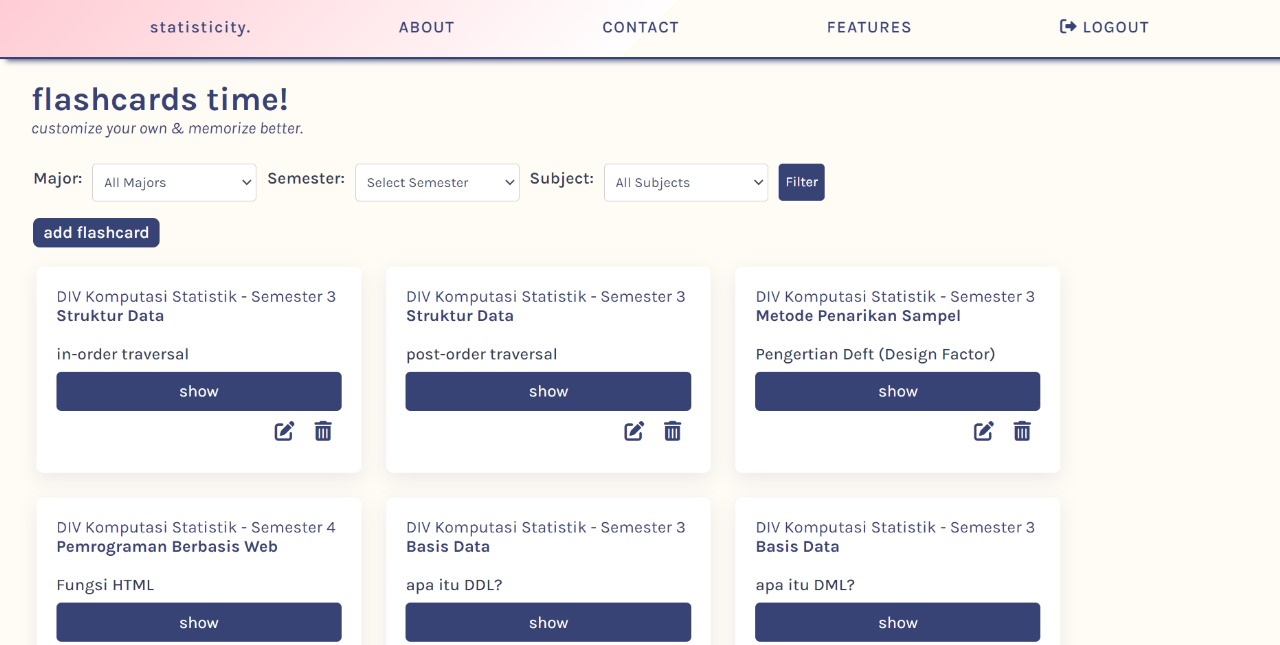 statisticity.
ABOUT
CONTACT
FEATURES
LOGOUT
flashcards time!
customize your own & memorize better.
Major: All Majors Semester: Select Semester Subject: All Subjects Filter
add flashcard
DIV Komputasi Statistik - Semester 3
Struktur Data
in-order traversal
show
DIV Komputasi Statistik - Semester 3
Struktur Data
post-order traversal
show
DIV Komputasi Statistik - Semester 3
Metode Penarikan Sampel
Pengertian Deft (Design Factor)
show
DIV Komputasi Statistik - Semester 4
Pemrograman Berbasis Web
Fungsi HTML
show
DIV Komputasi Statistik - Semester 3
Basis Data
apa itu DDL?
show
DIV Komputasi Statistik - Semester 3
Basis Data
apa itu DML?
show